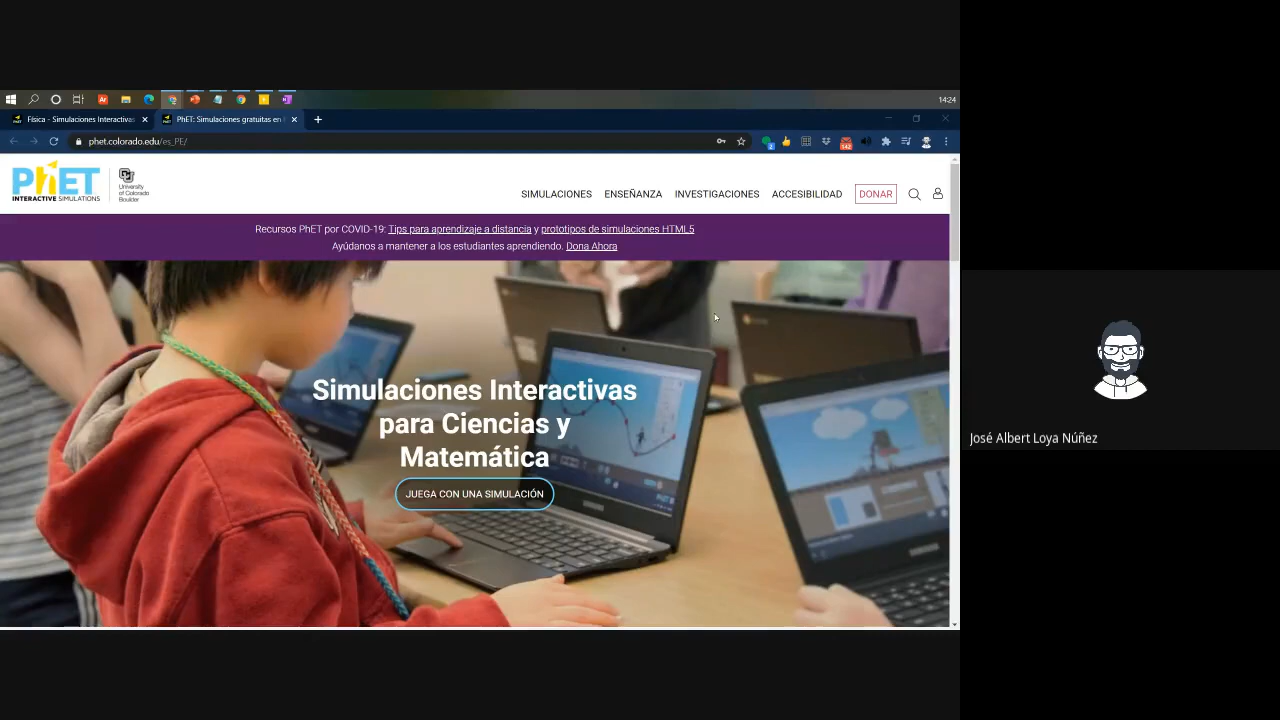 14:24
Física - Simulaciones Interactivas
PhET: Simulaciones gratuitas en
phet.colorado.edu/es_PE/
2
142
PhET
INTERACTIVE SIMULATIONS
University
of Colorado
Boulder
SIMULACIONES ENSEÑANZA INVESTIGACIONES ACCESIBILIDAD DONAR
Recursos PhET por COVID-19: Tips para aprendizaje a distancia y prototipos de simulaciones HTML5
Ayúdanos a mantener a los estudiantes aprendiendo. Dona Ahora
Simulaciones Interactivas
para Ciencias y
Matemática
JUEGA CON UNA SIMULACIÓN
SAMSUNG
José Albert Loya Núñez